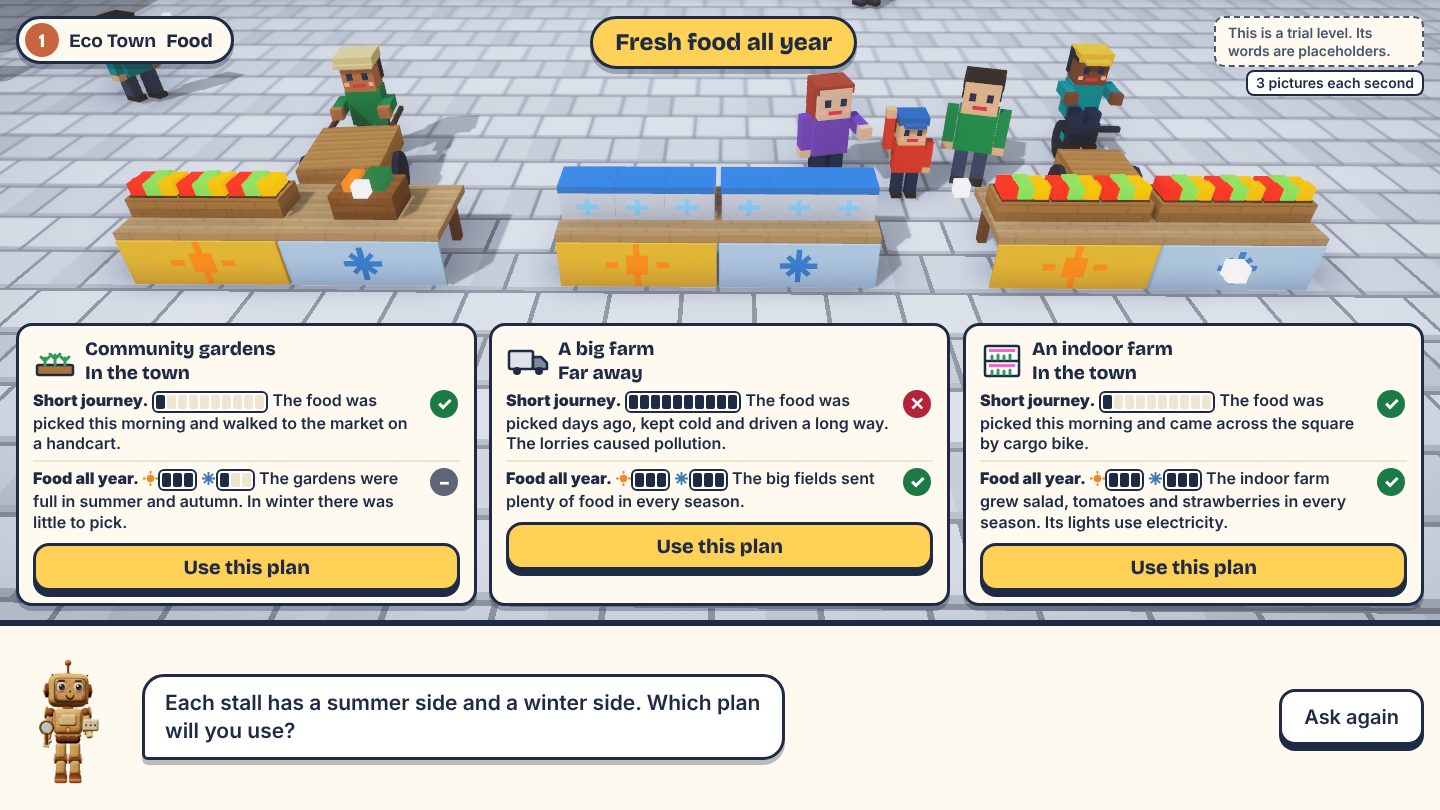 1 Eco Town Food
Fresh food all year
This is a trial level. Its
words are placeholders.
3 pictures each second
Community gardens
In the town
Short journey. The food was
picked this morning and walked to the market on
a handcart.
Food all year. The gardens were
full in summer and autumn. In winter there was
little to pick.
Use this plan
A big farm
Far away
Short journey. The food was
picked days ago, kept cold and driven a long way.
The lorries caused pollution.
Food all year. The big fields sent
plenty of food in every season.
Use this plan
An indoor farm
In the town
Short journey. The food was
picked this morning and came across the square
by cargo bike.
Food all year. The indoor farm
grew salad, tomatoes and strawberries in every
season. Its lights use electricity.
Use this plan
Each stall has a summer side and a winter side. Which plan
will you use?
Ask again